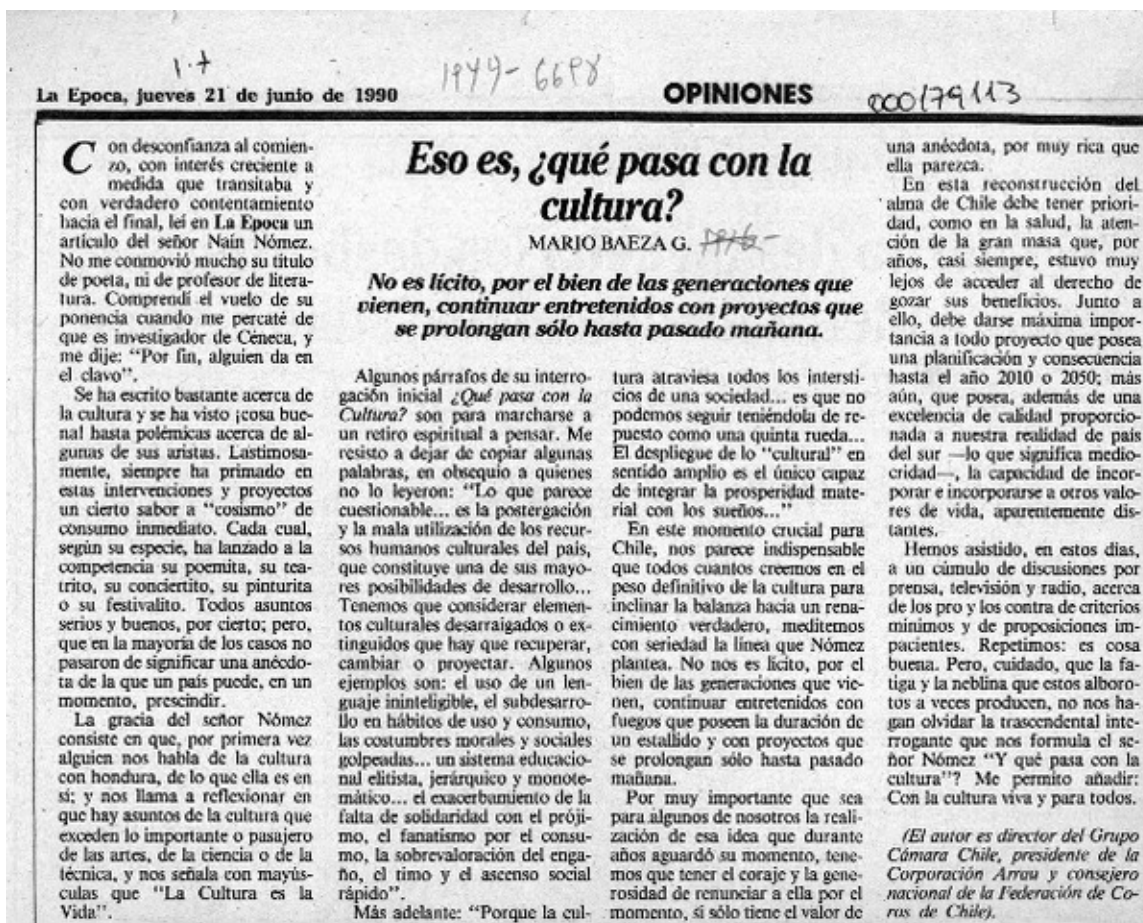 1.7
1949-6698
000179113
La Epoca, jueves 21 de junio de 1990
OPINIONES
Eso es, ¿qué pasa con la
cultura?
MARIO BAEZA G.
No es lícito, por el bien de las generaciones que
vienen, continuar entretenidos con proyectos que
se prolongan sólo hasta pasado mañana.
Con desconfianza al comien-
zo, con interés creciente a
medida que transitaba y
con verdadero contentamiento
hacia el final, leí en La Epoca un
artículo del señor Naín Nómez.
No me conmovió mucho su título
de poeta, ni de profesor de litera-
tura. Comprendí el vuelo de su
ponencia cuando me percaté de
que es investigador de Céneca, y
me dije: "Por fin, alguien da en
el clavo".
Se ha escrito bastante acerca de
la cultura y se ha visto ¡cosa bue-
na! hasta polémicas acerca de al-
gunas de sus aristas. Lastimosa-
mente, siempre ha primado en
estas intervenciones y proyectos
un cierto sabor a "cosismo" de
consumo inmediato. Cada cual,
según su especie, ha lanzado a la
competencia su poemita, su tea-
trito, su conciertito, su pinturita
o su festivalito. Todos asuntos
serios y buenos, por cierto; pero,
que en la mayoría de los casos no
pasaron de significar una anécdo-
ta de la que un país puede, en un
momento, prescindir.
La gracia del señor Nómez
consiste en que, por primera vez
alguien nos habla de la cultura
con hondura, de lo que ella es en
sí; y nos llama a reflexionar en
que hay asuntos de la cultura que
exceden lo importante o pasajero
de las artes, de la ciencia o de la
técnica, y nos señala con mayús-
culas que "La Cultura es la
Vida".
Algunos párrafos de su interro-
gación inicial ¿Qué pasa con la
Cultura? son para marcharse a
un retiro espiritual a pensar. Me
resisto a dejar de copiar algunas
palabras, en obsequio a quienes
no lo leyeron: "Lo que parece
cuestionable... es la postergación
y la mala utilización de los recur-
sos humanos culturales del país,
que constituye una de sus mayo-
res posibilidades de desarrollo...
Tenemos que considerar elemen-
tos culturales desarraigados o ex-
tinguidos que hay que recuperar,
cambiar o proyectar. Algunos
ejemplos son: el uso de un len-
guaje ininteligible, el subdesarro-
llo en hábitos de uso y consumo,
las costumbres morales y sociales
golpeadas... un sistema educacio-
nal elitista, jerárquico y monote-
mático... el exacerbamiento de la
falta de solidaridad con el próji-
mo, el fanatismo por el consu-
mo, la sobrevaloración del enga-
ño, el timo y el ascenso social
rápido".
Más adelante: "Porque la cul-
tura atraviesa todos los intersti-
cios de una sociedad... es que no
podemos seguir teniéndola de re-
puesto como una quinta rueda...
El despliegue de lo "cultural" en
sentido amplio es el único capaz
de integrar la prosperidad mate-
rial con los sueños..."
En este momento crucial para
Chile, nos parece indispensable
que todos cuantos creemos en el
peso definitivo de la cultura para
inclinar la balanza hacia un rena-
cimiento verdadero, meditemos
con seriedad la línea que Nómez
plantea. No nos es lícito, por el
bien de las generaciones que vie-
nen, continuar entretenidos con
fuegos que poseen la duración de
un estallido y con proyectos que
se prolongan sólo hasta pasado
mañana.
Por muy importante que sea
para algunos de nosotros la reali-
zación de esa idea que durante
años aguardó su momento, tene-
mos que tener el coraje y la gene-
rosidad de renunciar a ella por el
momento, si sólo tiene el valor de
una anécdota, por muy rica que
ella parezca.
En esta reconstrucción del
alma de Chile debe tener priori-
dad, como en la salud, la aten-
ción de la gran masa que, por
años, casi siempre, estuvo muy
lejos de acceder al derecho de
gozar sus beneficios. Junto a
ello, debe darse máxima impor-
tancia a todo proyecto que posea
una planificación y consecuencia
hasta el año 2010 o 2050; más
aún, que posea, además de una
excelencia de calidad proporcio-
nada a nuestra realidad de país
del sur —lo que significa medio-
cridad—, la capacidad de incor-
porar e incorporarse a otros valo-
res de vida, aparentemente dis-
tantes.
Hemos asistido, en estos días,
a un cúmulo de discusiones por
prensa, televisión y radio, acerca
de los pro y los contra de criterios
mínimos y de proposiciones im-
pacientes. Repetimos: es cosa
buena. Pero, cuidado, que la fa-
tiga y la neblina que estos alboro-
tos a veces producen, no nos ha-
gan olvidar la trascendental inte-
rrogante que nos formula el se-
ñor Nómez "Y qué pasa con la
cultura"? Me permito añadir:
Con la cultura viva y para todos.
(El autor es director del Grupo
Cámara Chile, presidente de la
Corporación Arrau y consejero
nacional de la Federación de Co-
ros de Chile).